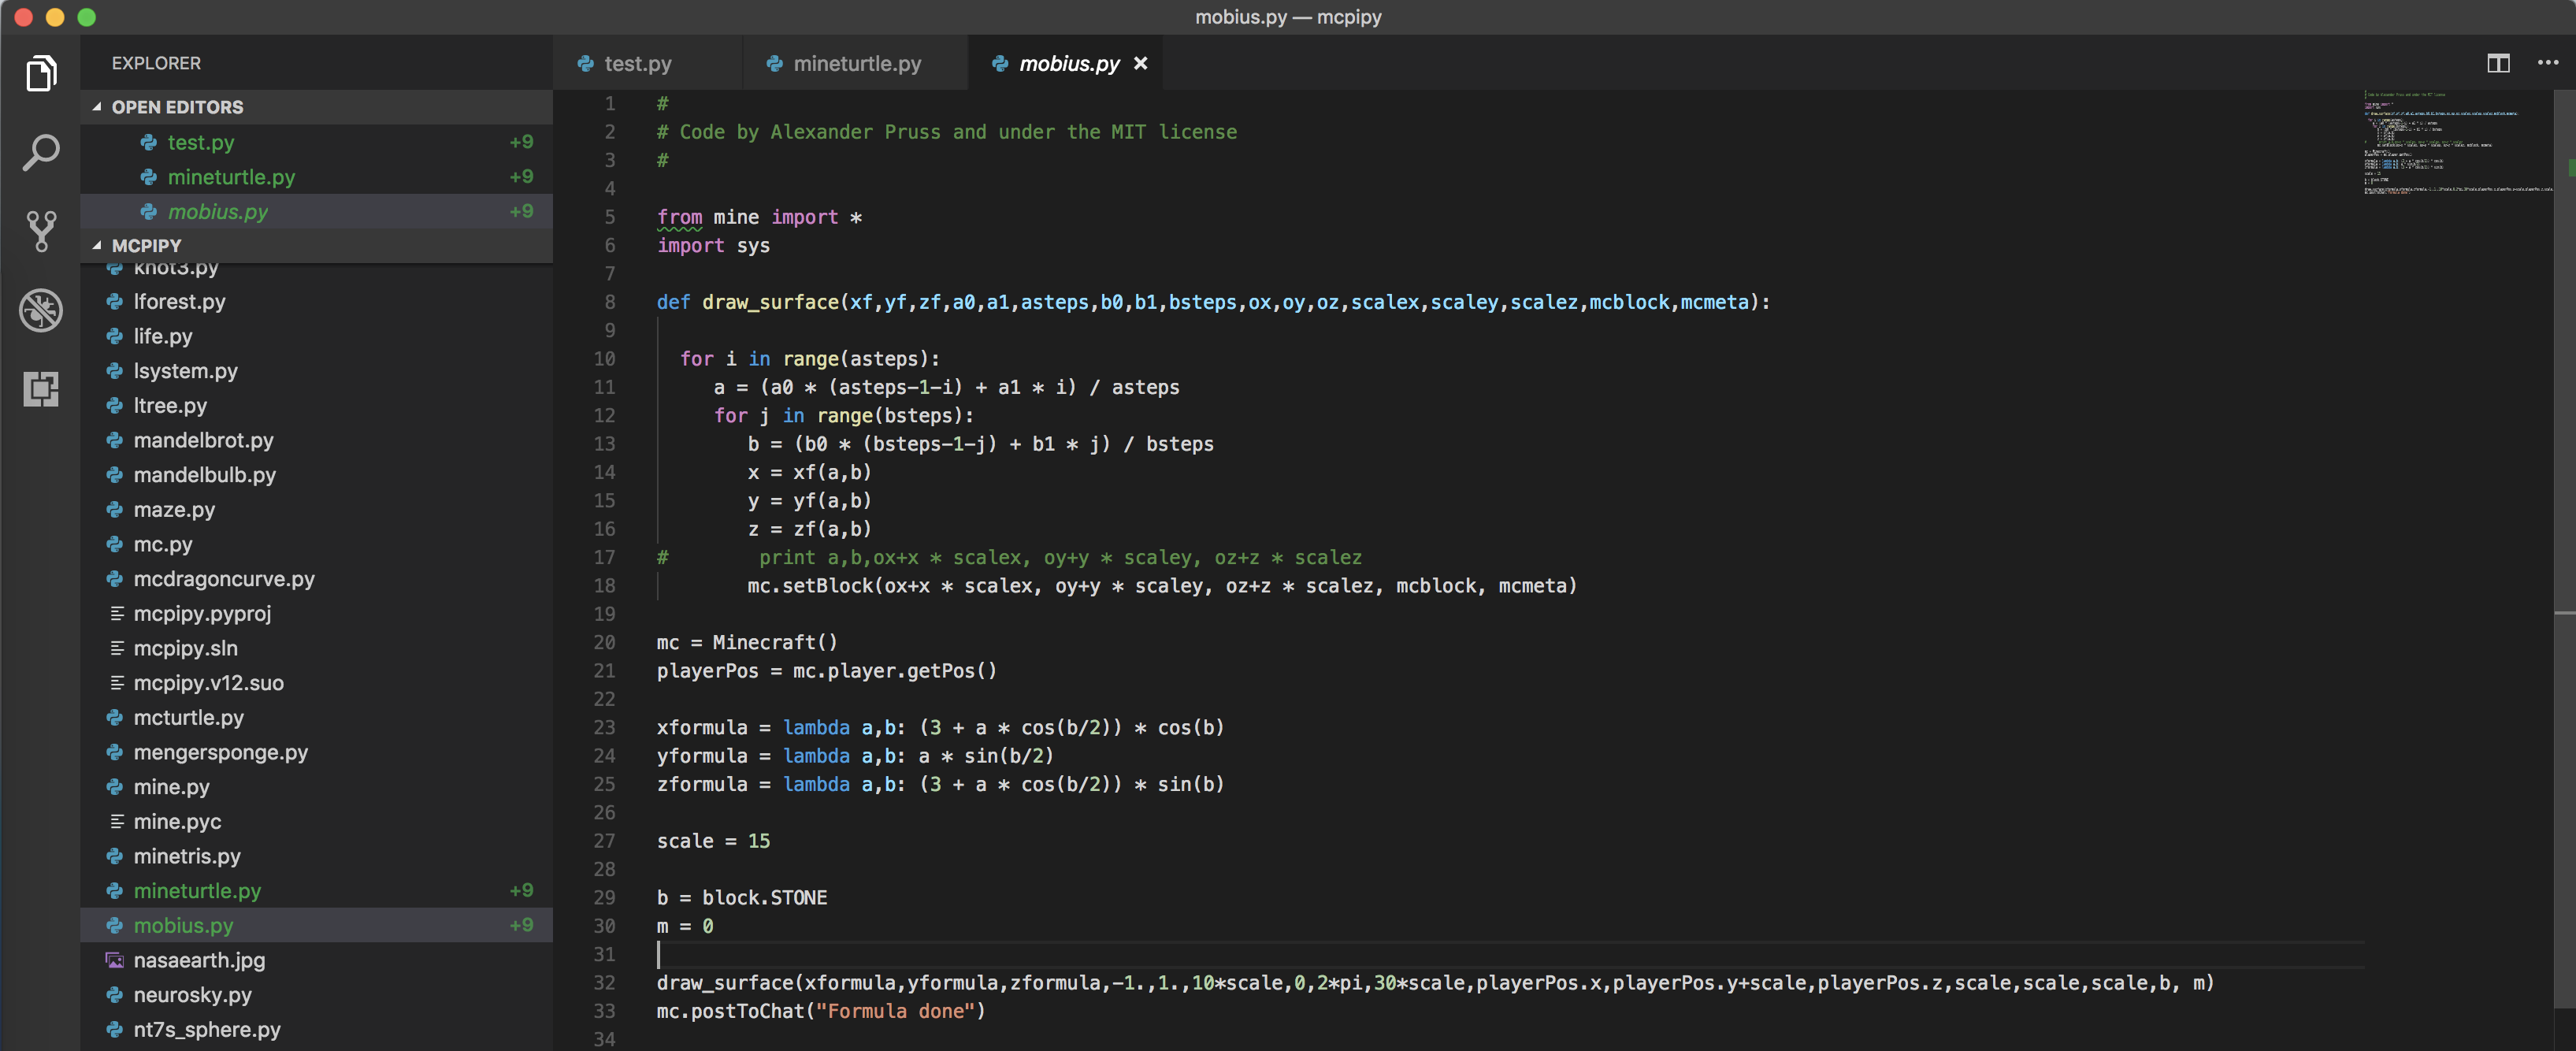 mobius.py — mcpipy
EXPLORER
OPEN EDITORS
test.py +9
mineturtle.py +9
mobius.py +9
MCPIPY
knot3.py
lforest.py
life.py
lsystem.py
ltree.py
mandelbrot.py
mandelbulb.py
maze.py
mc.py
mcdragoncurve.py
mcpipy.pyproj
mcpipy.sln
mcpipy.v12.suo
mcturtle.py
mengersponge.py
mine.py
mine.pyc
minetris.py
mineturtle.py +9
mobius.py +9
nasaearth.jpg
neurosky.py
nt7s_sphere.py
test.py mineturtle.py mobius.py
1 #
2 # Code by Alexander Pruss and under the MIT license
3 #
4
5 from mine import *
6 import sys
7
8 def draw_surface(xf,yf,zf,a0,a1,asteps,b0,b1,bsteps,ox,oy,oz,scalex,scaley,scalez,mcblock,mcmeta):
9
10 for i in range(asteps):
11 a = (a0 * (asteps-1-i) + a1 * i) / asteps
12 for j in range(bsteps):
13 b = (b0 * (bsteps-1-j) + b1 * j) / bsteps
14 x = xf(a,b)
15 y = yf(a,b)
16 z = zf(a,b)
17 # print a,b,ox+x * scalex, oy+y * scaley, oz+z * scalez
18 mc.setBlock(ox+x * scalex, oy+y * scaley, oz+z * scalez, mcblock, mcmeta)
19
20 mc = Minecraft()
21 playerPos = mc.player.getPos()
22
23 xformula = lambda a,b: (3 + a * cos(b/2)) * cos(b)
24 yformula = lambda a,b: a * sin(b/2)
25 zformula = lambda a,b: (3 + a * cos(b/2)) * sin(b)
26
27 scale = 15
28
29 b = block.STONE
30 m = 0
31
32 draw_surface(xformula,yformula,zformula,-1.,1.,10*scale,0,2*pi,30*scale,playerPos.x,playerPos.y+scale,playerPos.z,scale,scale,scale,b, m)
33 mc.postToChat("Formula done")
34